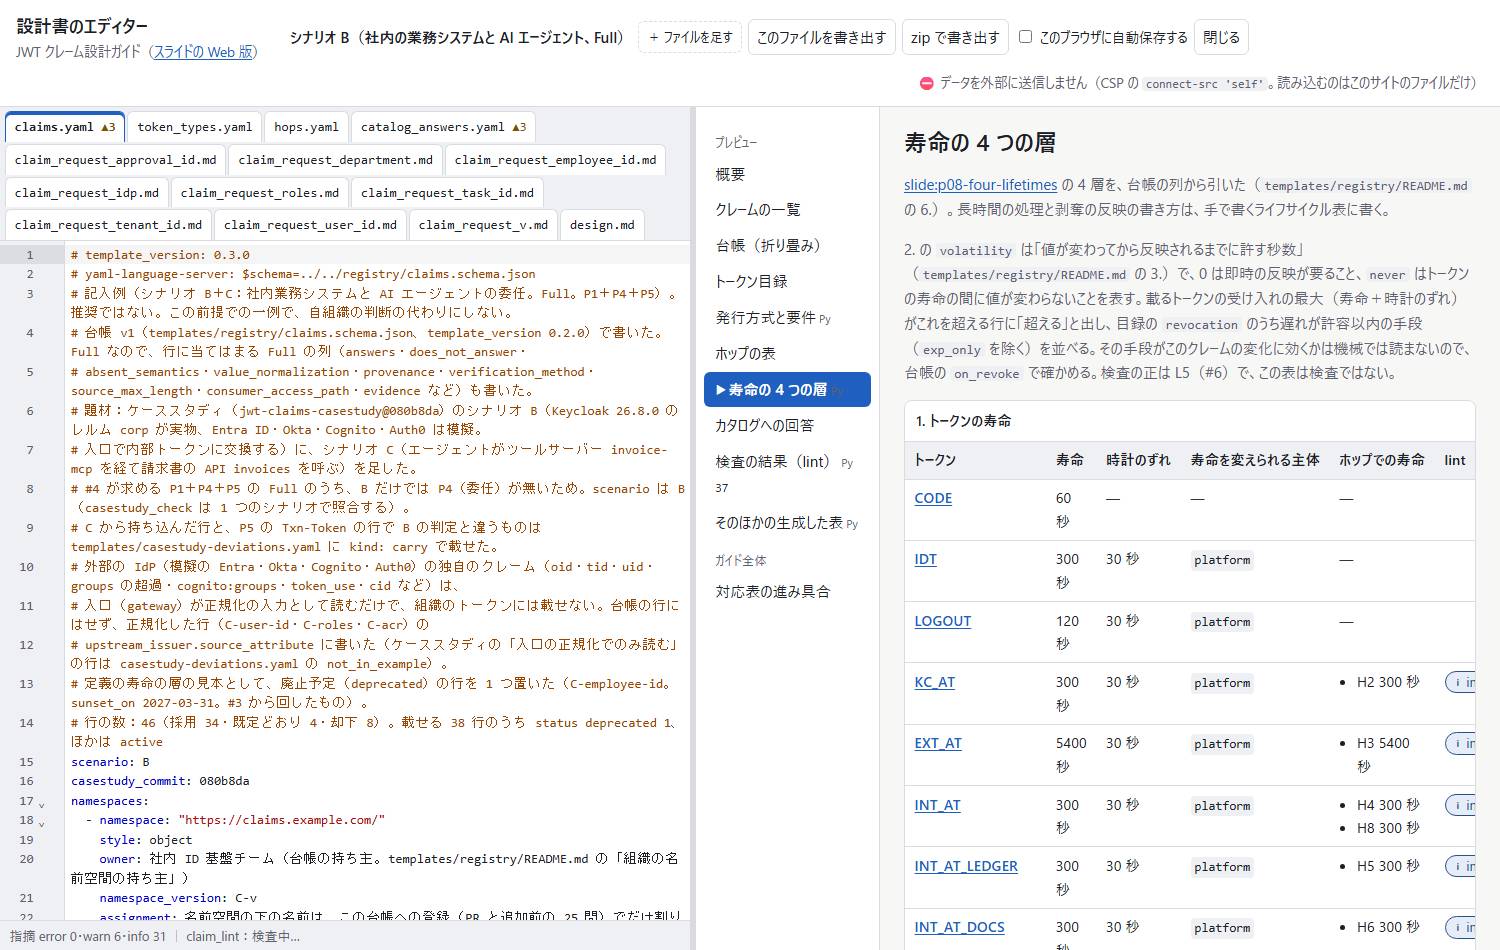 設計書のエディター
JWT クレーム設計ガイド（スライドの Web 版）
シナリオ B（社内の業務システムと AI エージェント、Full）
＋ ファイルを足す
このファイルを書き出す
zip で書き出す
このブラウザに自動保存する
閉じる
データを外部に送信しません（CSP の connect-src 'self'。読み込むのはこのサイトのファイルだけ）
claims.yaml ▲3
token_types.yaml
hops.yaml
catalog_answers.yaml ▲3
claim_request_approval_id.md
claim_request_department.md
claim_request_employee_id.md
claim_request_idp.md
claim_request_roles.md
claim_request_task_id.md
claim_request_tenant_id.md
claim_request_user_id.md
claim_request_v.md
design.md
1 # template_version: 0.3.0
2 # yaml-language-server: $schema=../../registry/claims.schema.json
3 # 記入例（シナリオ B+C：社内業務システムと AI エージェントの委任。Full。P1+P4+P5）。
推奨ではない。この前提での一例で、自組織の判断の代わりにしない。
4 # 台帳 v1（templates/registry/claims.schema.json、template_version 0.2.0）で書いた。
Full なので、行に当てはまる Full の列（answers・does_not_answer・
5 # absent_semantics・value_normalization・provenance・verification_method・
source_max_length・consumer_access_path・evidence など）も書いた。
6 # 題材：ケーススタディ（jwt-claims-casestudy@080b8da）のシナリオ B（Keycloak 26.8.0 の
レルム corp が実物、Entra ID・Okta・Cognito・Auth0 は模擬。
7 # 入口で内部トークンに交換する）に、シナリオ C（エージェントがツールサーバー invoice-
mcp を経て請求書の API invoices を呼ぶ）を足した。
8 # #4 が求める P1+P4+P5 の Full のうち、B だけでは P4（委任）が無いため。scenario は B
（casestudy_check は 1 つのシナリオで照合する）。
9 # C から持ち込んだ行と、P5 の Txn-Token の行で B の判定と違うものは
templates/casestudy-deviations.yaml に kind: carry で載せた。
10 # 外部の IdP（模擬の Entra・Okta・Cognito・Auth0）の独自のクレーム（oid・tid・uid・
groups の超過・cognito:groups・token_use・cid など）は、
11 # 入口（gateway）が正規化の入力として読むだけで、組織のトークンには載せない。台帳の行に
はせず、正規化した行（C-user-id・C-roles・C-acr）の
12 # upstream_issuer.source_attribute に書いた（ケーススタディの「入口の正規化でのみ読む」
の行は casestudy-deviations.yaml の not_in_example）。
13 # 定義の寿命の層の見本として、廃止予定（deprecated）の行を 1 つ置いた（C-employee-id。
sunset_on 2027-03-31。#3 から回したもの）。
14 # 行の数：46（採用 34・既定どおり 4・却下 8）。載せる 38 行のうち status deprecated 1、
ほかは active
15 scenario: B
16 casestudy_commit: 080b8da
17 namespaces:
18 - namespace: "https://claims.example.com/"
19 style: object
20 owner: 社内 ID 基盤チーム（台帳の持ち主。templates/registry/README.md の「組織の名
前空間の持ち主」）
21 namespace_version: C-v
22 assignment: 名前空間の下の名前は、この台帳への登録（PR と追加前の 25 問）でだけ割り
指摘 error 0・warn 6・info 31
claim_lint：検査中…
プレビュー
概要
クレームの一覧
台帳（折り畳み）
トークン目録
発行方式と要件 Py
ホップの表
▶ 寿命の 4 つの層 Py
カタログへの回答
検査の結果（lint） Py
37
そのほかの生成した表 Py
ガイド全体
対応表の進み具合
寿命の 4 つの層
slide:p08-four-lifetimes の 4 層を、台帳の列から引いた（ templates/registry/README.md
の 6.）。長時間の処理と剥奪の反映の書き方は、手で書くライフサイクル表に書く。
2. の volatility は「値が変わってから反映されるまでに許す秒数」
（ templates/registry/README.md の 3.）で、0 は即時の反映が要ること、 never はトークン
の寿命の間に値が変わらないことを表す。載るトークンの受け入れの最大（寿命＋時計のずれ）
がこれを超える行に「超える」と出し、目録の revocation のうち遅れが許容以内の手段
（ exp_only を除く）を並べる。その手段がこのクレームの変化に効くかは機械では読まないので、
台帳の on_revoke で確かめる。検査の正は L5（#6）で、この表は検査ではない。
1. トークンの寿命
トークン 寿命 時計のずれ 寿命を変えられる主体 ホップでの寿命 lint
CODE 60 秒 — — —
IDT 300 秒 30 秒 platform —
LOGOUT 120 秒 30 秒 platform —
KC_AT 300 秒 30 秒 platform • H2 300 秒 i in
EXT_AT 5400 秒 30 秒 platform • H3 5400 秒 i in
INT_AT 300 秒 30 秒 platform • H4 300 秒 • H8 300 秒 i in
INT_AT_LEDGER 300 秒 30 秒 platform • H5 300 秒 i in
INT_AT_DOCS 300 秒 30 秒 platform • H6 300 秒 i in